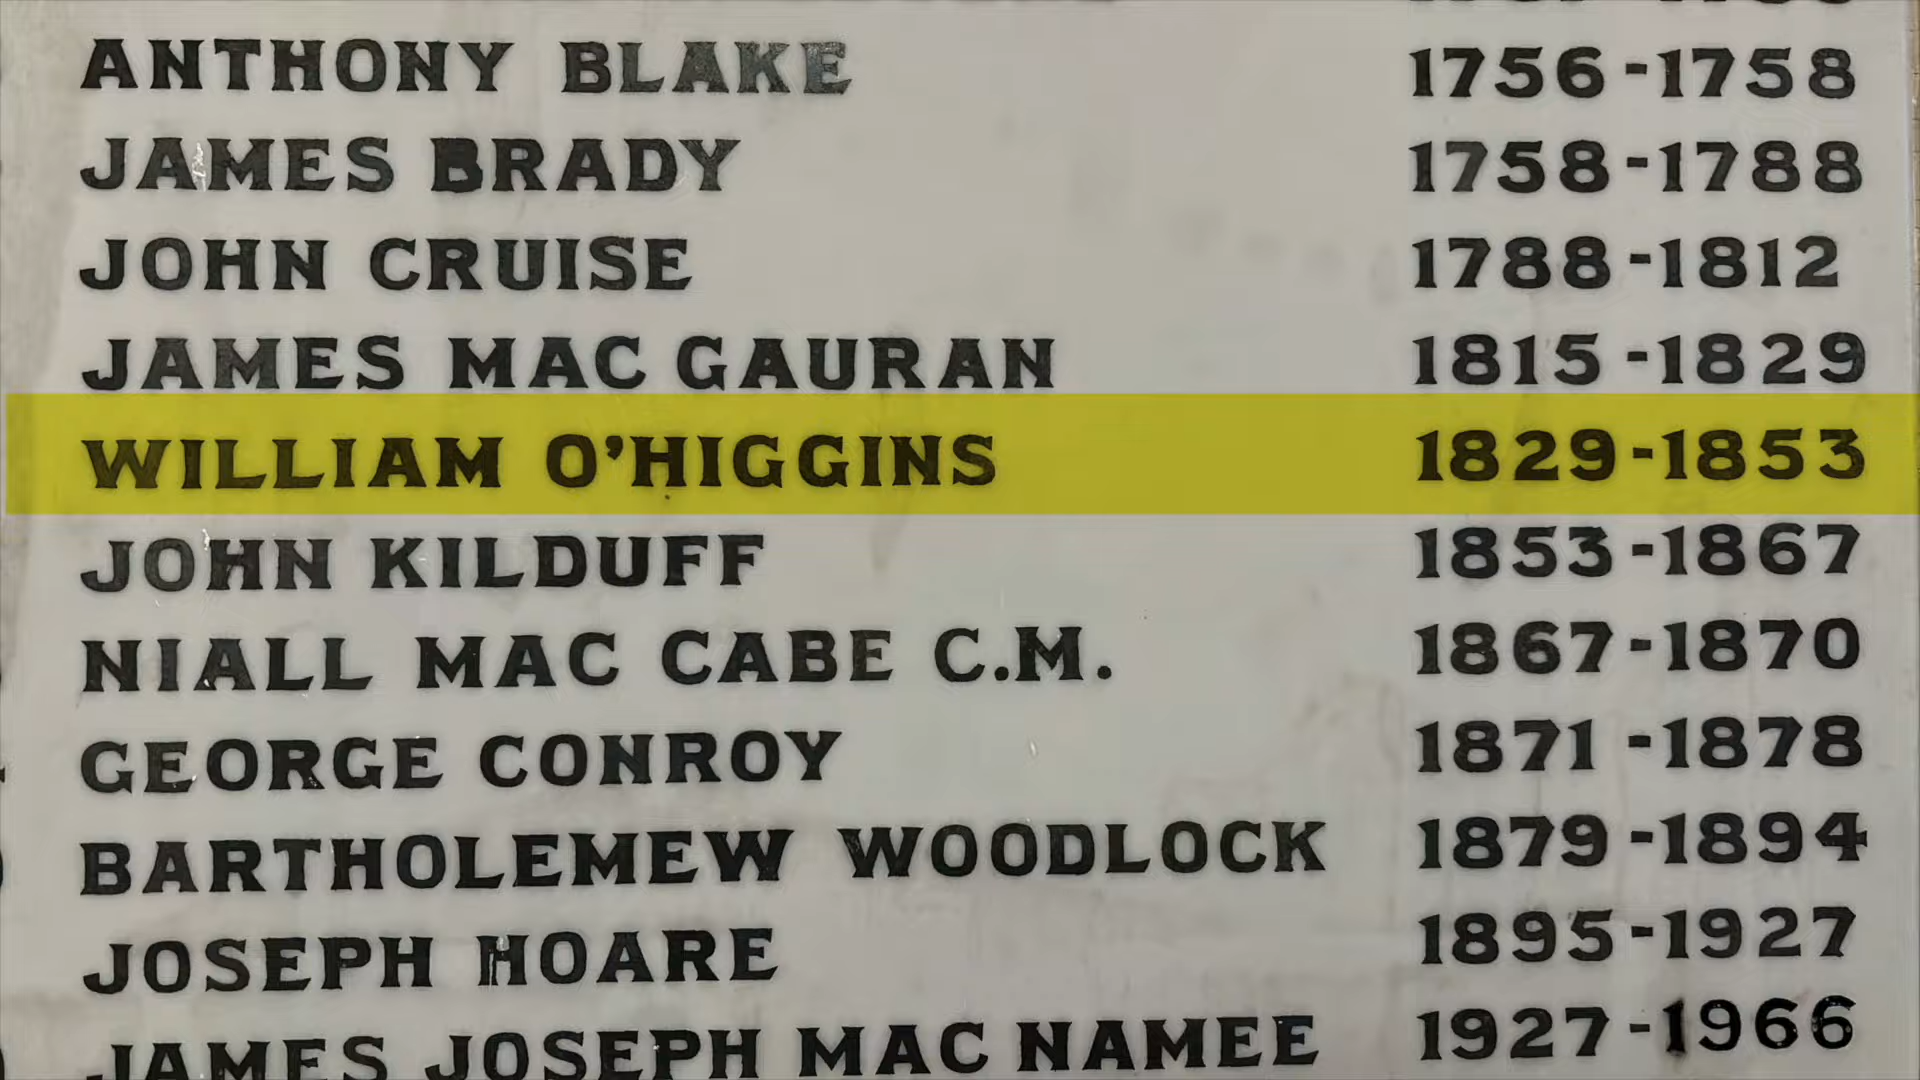 ANTHONY BLAKE 1756-1758
JAMES BRADY 1758-1788
JOHN CRUISE 1788-1812
JAMES MAC GAURAN 1815-1829
WILLIAM O'HIGGINS 1829-1853
JOHN KILDUFF 1853-1867
NIALL MAC CABE C.M. 1867-1870
GEORGE CONROY 1871-1878
BARTHOLEMEW WOODLOCK 1879-1894
JOSEPH HOARE 1895-1927
JAMES JOSEPH MAC NAMEE 1927-1966